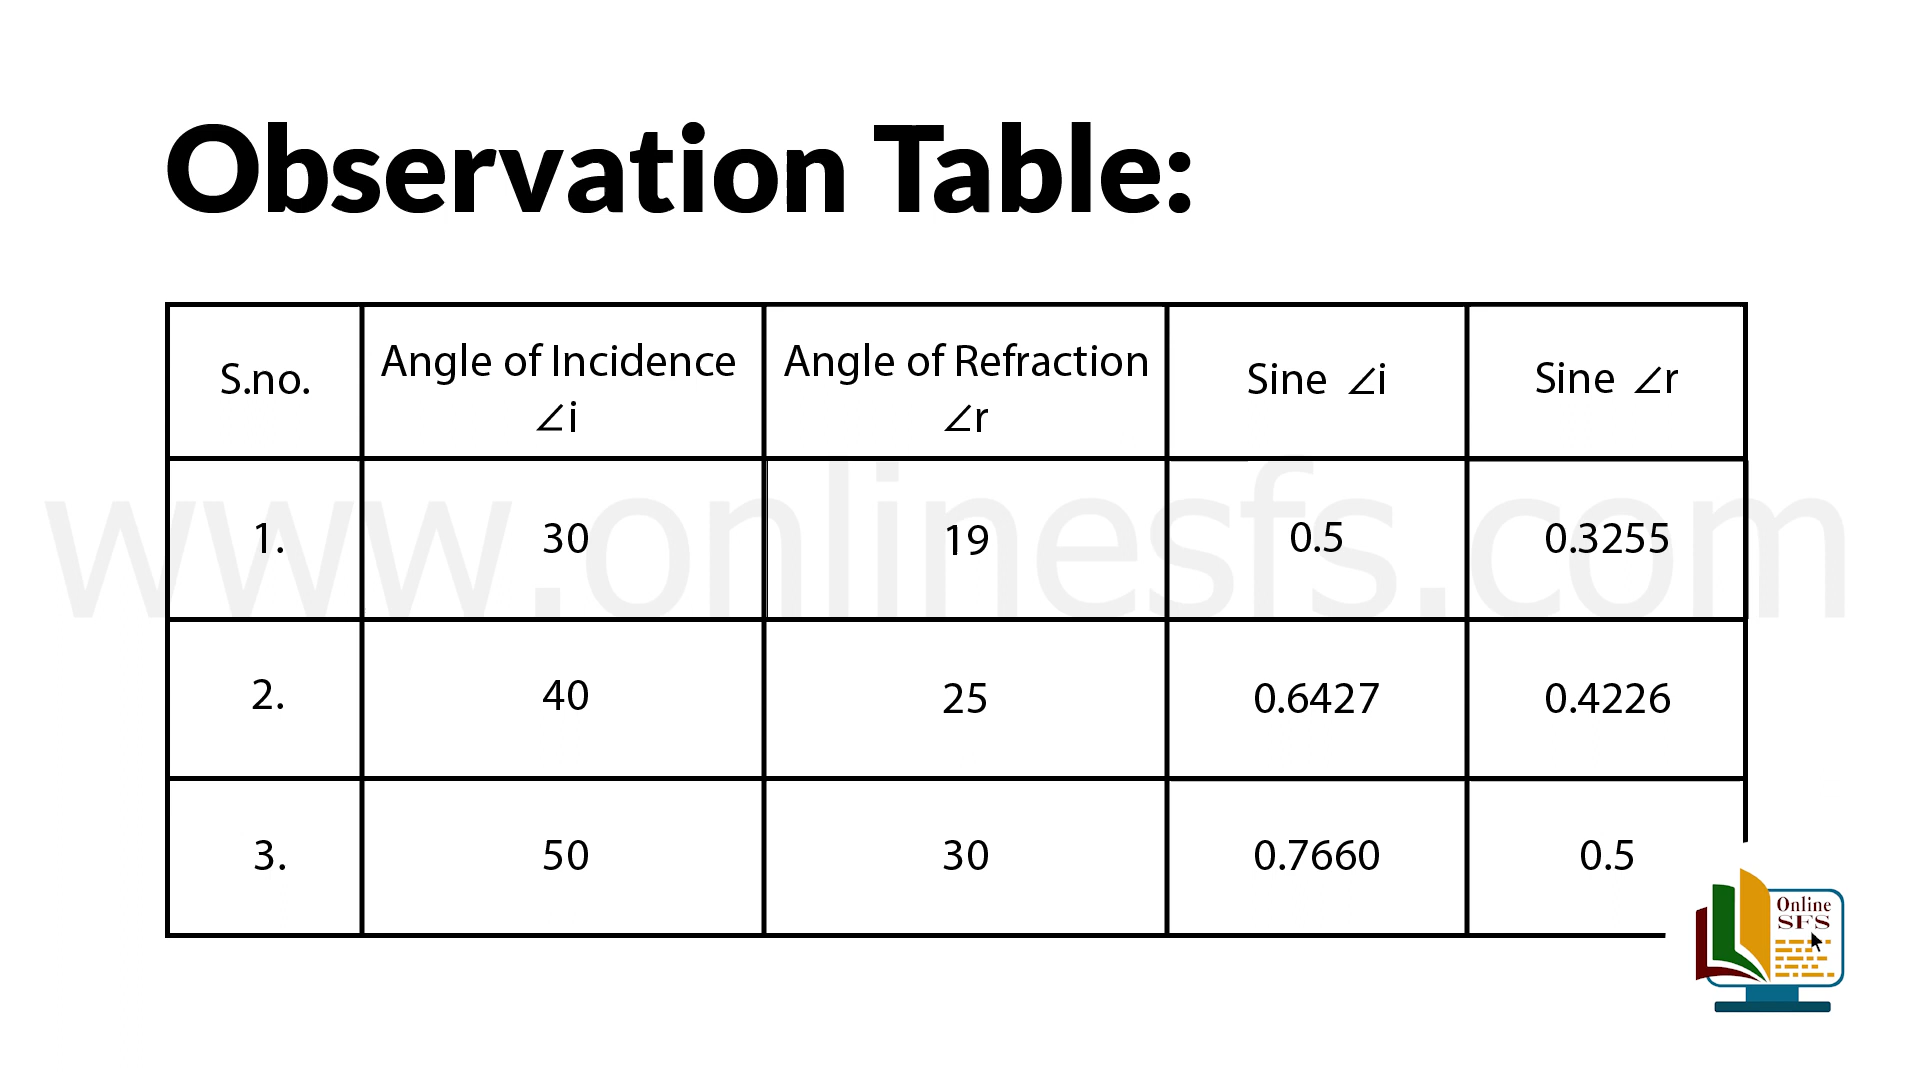 Observation Table:
S.no.
Angle of Incidence
∠i
Angle of Refraction
∠r
Sine ∠i
Sine ∠r
1.
30
19
0.5
0.3255
2.
40
25
0.6427
0.4226
3.
50
30
0.7660
0.5
www.onlinesfs.com
Online
SFS